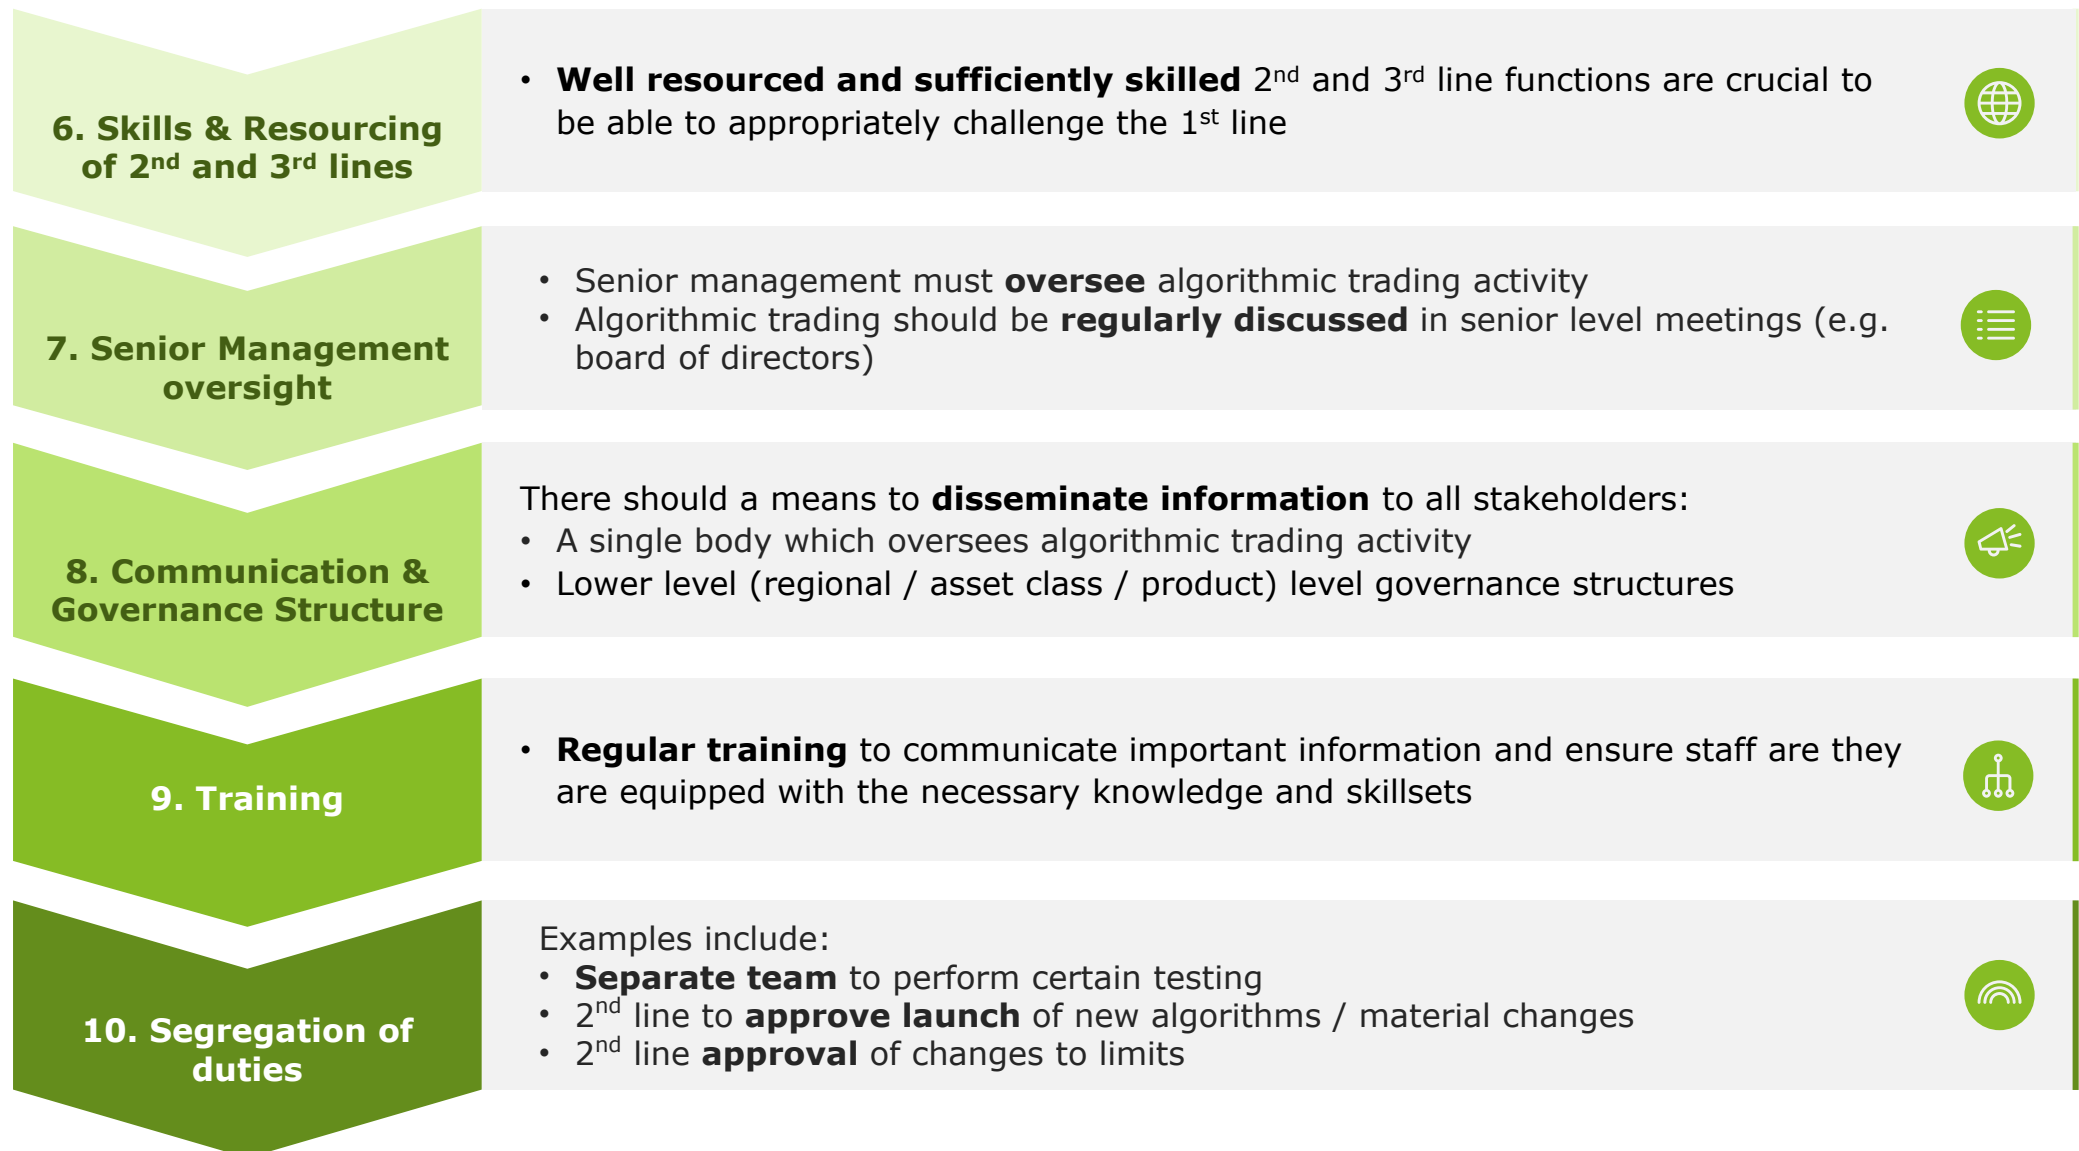 6. Skills & Resourcing
of 2nd and 3rd lines
• Well resourced and sufficiently skilled 2nd and 3rd line functions are crucial to
be able to appropriately challenge the 1st line
7. Senior Management
oversight
• Senior management must oversee algorithmic trading activity
• Algorithmic trading should be regularly discussed in senior level meetings (e.g.
board of directors)
8. Communication &
Governance Structure
There should a means to disseminate information to all stakeholders:
• A single body which oversees algorithmic trading activity
• Lower level (regional / asset class / product) level governance structures
9. Training
• Regular training to communicate important information and ensure staff are they
are equipped with the necessary knowledge and skillsets
10. Segregation of
duties
Examples include:
• Separate team to perform certain testing
• 2nd line to approve launch of new algorithms / material changes
• 2nd line approval of changes to limits